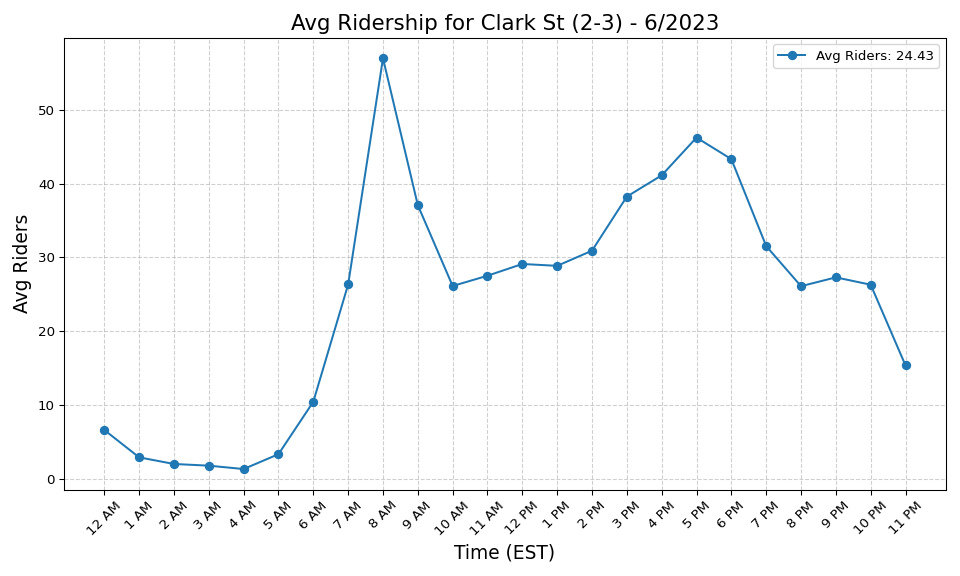 Avg Ridership for Clark St (2-3) - 6/2023
Avg Riders: 24.43
Avg Riders
50
40
30
20
10
0
12 AM
1 AM
2 AM
3 AM
4 AM
5 AM
6 AM
7 AM
8 AM
9 AM
10 AM
11 AM
12 PM
1 PM
2 PM
3 PM
4 PM
5 PM
6 PM
7 PM
8 PM
9 PM
10 PM
11 PM
Time (EST)